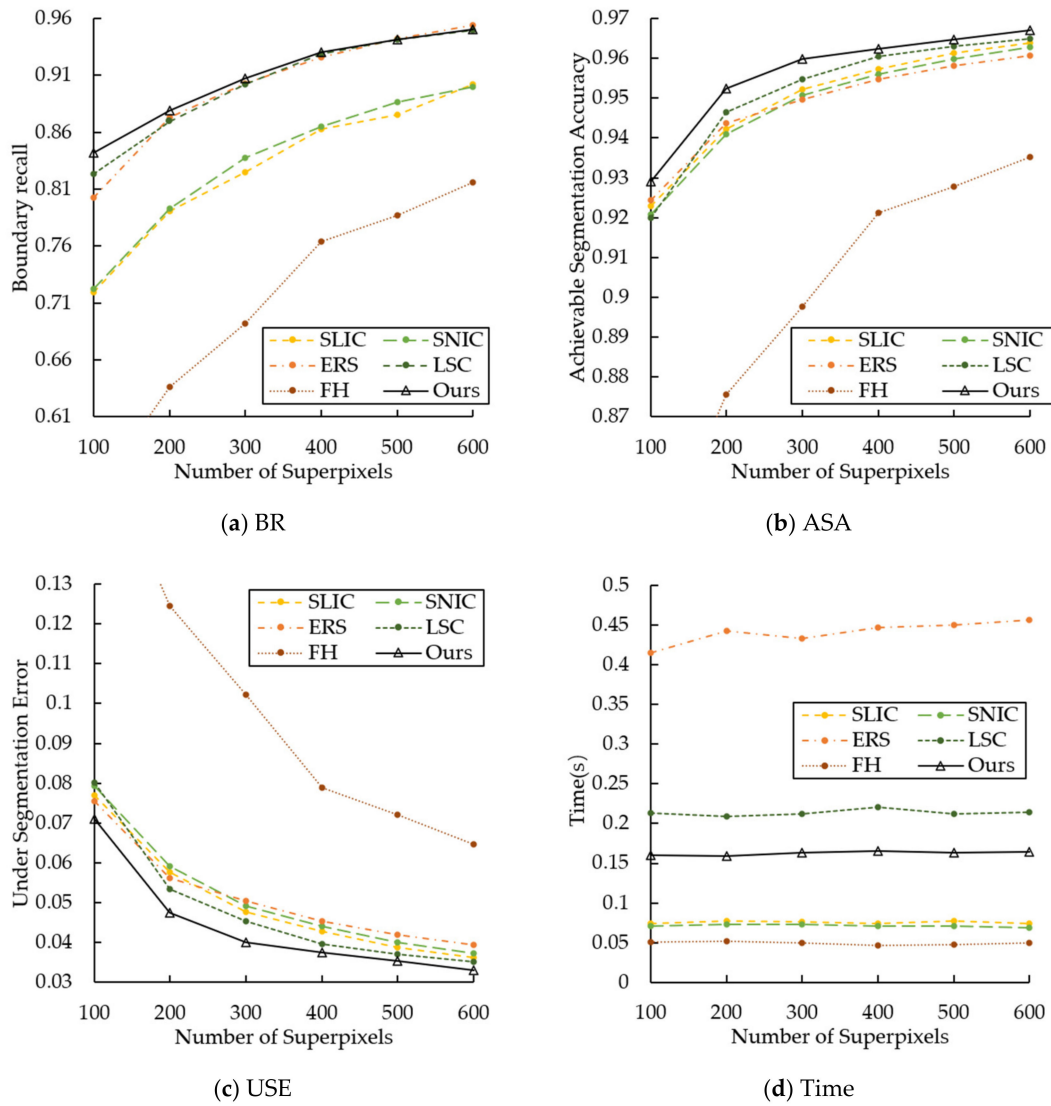 0.96
0.91
0.86
0.81
0.76
0.71
0.66
0.61
Boundary recall
100 200 300 400 500 600
Number of Superpixels
SLIC SNIC
ERS LSC
FH Ours
(a) BR
0.97
0.96
0.95
0.94
0.93
0.92
0.91
0.9
0.89
0.88
0.87
Achievable Segmentation Accuracy
100 200 300 400 500 600
Number of Superpixels
SLIC SNIC
ERS LSC
FH Ours
(b) ASA
0.13
0.12
0.11
0.1
0.09
0.08
0.07
0.06
0.05
0.04
0.03
Under Segmentation Error
100 200 300 400 500 600
Number of Superpixels
SLIC SNIC
ERS LSC
FH Ours
(c) USE
0.5
0.45
0.4
0.35
0.3
0.25
0.2
0.15
0.1
0.05
0
Time(s)
100 200 300 400 500 600
Number of Superpixels
SLIC SNIC
ERS LSC
FH Ours
(d) Time